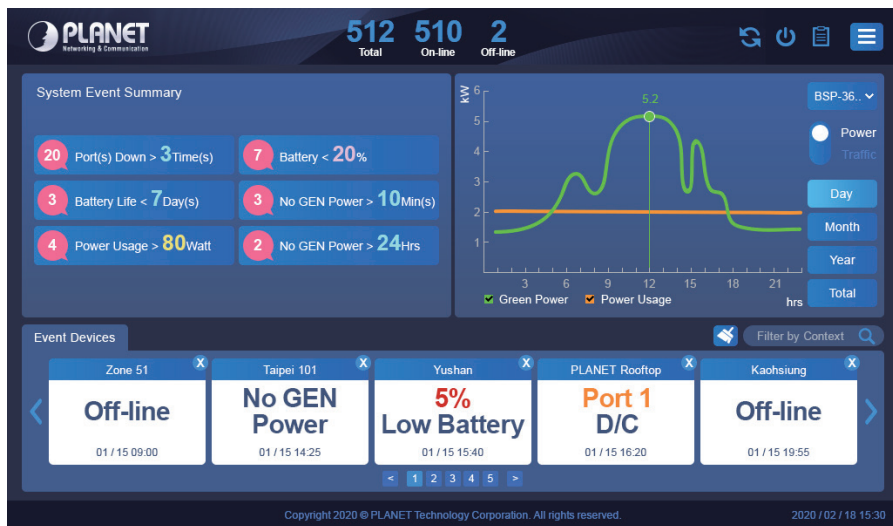 PLANET
Networking & Communication
512 510 2
Total On-line Off-line
System Event Summary
20 Port(s) Down > 3Time(s)
7 Battery < 20%
3 Battery Life < 7Day(s)
3 No GEN Power > 10Min(s)
4 Power Usage > 80Watt
2 No GEN Power > 24Hrs
kW
6
5
4
3
2
1
5.2
3 6 9 12 15 18 21
hrs
Green Power Power Usage
BSP-36..
Power
Traffic
Day
Month
Year
Total
Event Devices
Filter by Context
Zone 51 X
Off-line
01 / 15 09:00
Taipei 101 X
No GEN
Power
01 / 15 14:25
Yushan X
5%
Low Battery
01 / 15 15:40
PLANET Rooftop X
Port 1
D/C
01 / 15 16:20
Kaohsiung X
Off-line
01 / 15 19:55
< 1 2 3 4 5 >
Copyright 2020 © PLANET Technology Corporation. All rights reserved.
2020 / 02 / 18 15:30